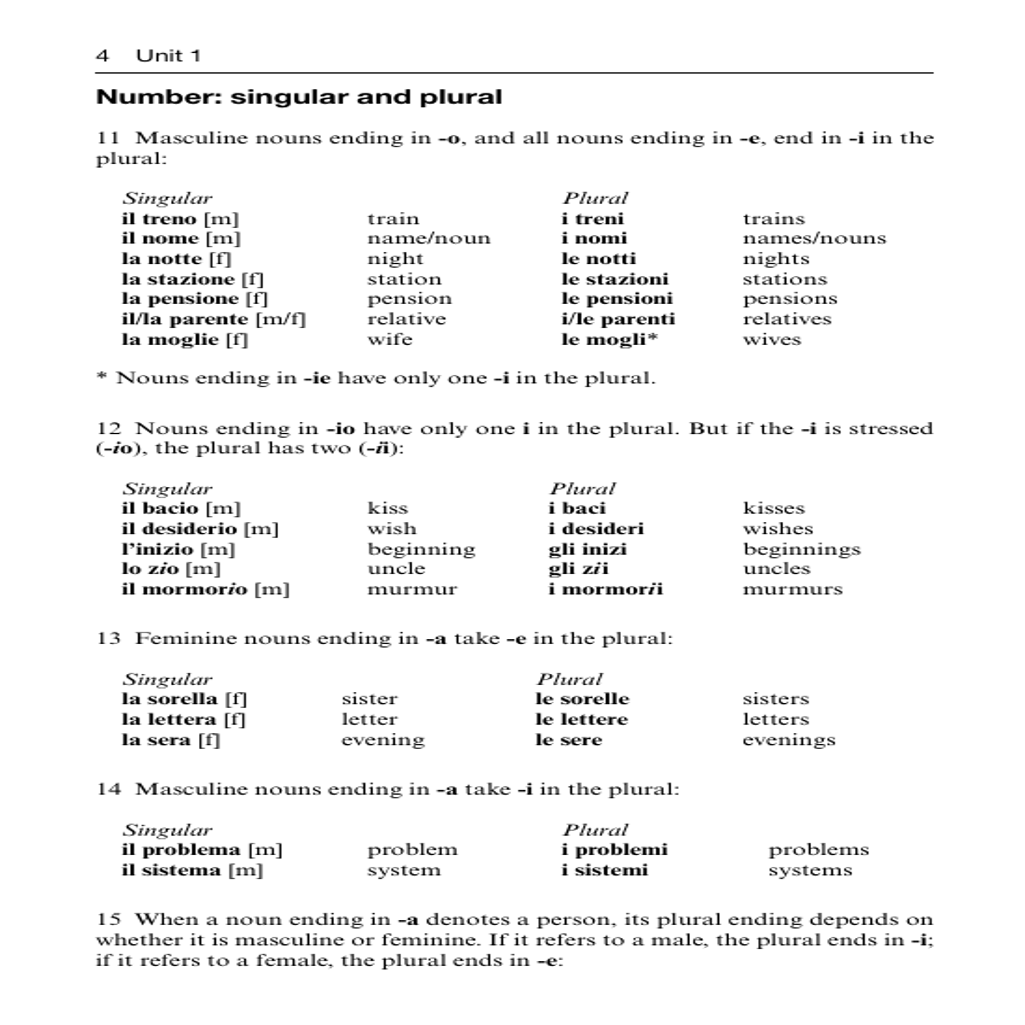 4 Unit 1
Number: singular and plural
11 Masculine nouns ending in -o, and all nouns ending in -e, end in -i in the
plural:
Singular Plural
il treno [m] train i treni trains
il nome [m] name/noun i nomi names/nouns
la notte [f] night le notti nights
la stazione [f] station le stazioni stations
la pensione [f] pension le pensioni pensions
il/la parente [m/f] relative i/le parenti relatives
la moglie [f] wife le mogli* wives
* Nouns ending in -ie have only one -i in the plural.
12 Nouns ending in -io have only one i in the plural. But if the -i is stressed
(-io), the plural has two (-ii):
Singular Plural
il bacio [m] kiss i baci kisses
il desiderio [m] wish i desideri wishes
l’inizio [m] beginning gli inizi beginnings
lo zio [m] uncle gli zii uncles
il mormorio [m] murmur i mormorii murmurs
13 Feminine nouns ending in -a take -e in the plural:
Singular Plural
la sorella [f] sister le sorelle sisters
la lettera [f] letter le lettere letters
la sera [f] evening le sere evenings
14 Masculine nouns ending in -a take -i in the plural:
Singular Plural
il problema [m] problem i problemi problems
il sistema [m] system i sistemi systems
15 When a noun ending in -a denotes a person, its plural ending depends on
whether it is masculine or feminine. If it refers to a male, the plural ends in -i;
if it refers to a female, the plural ends in -e: